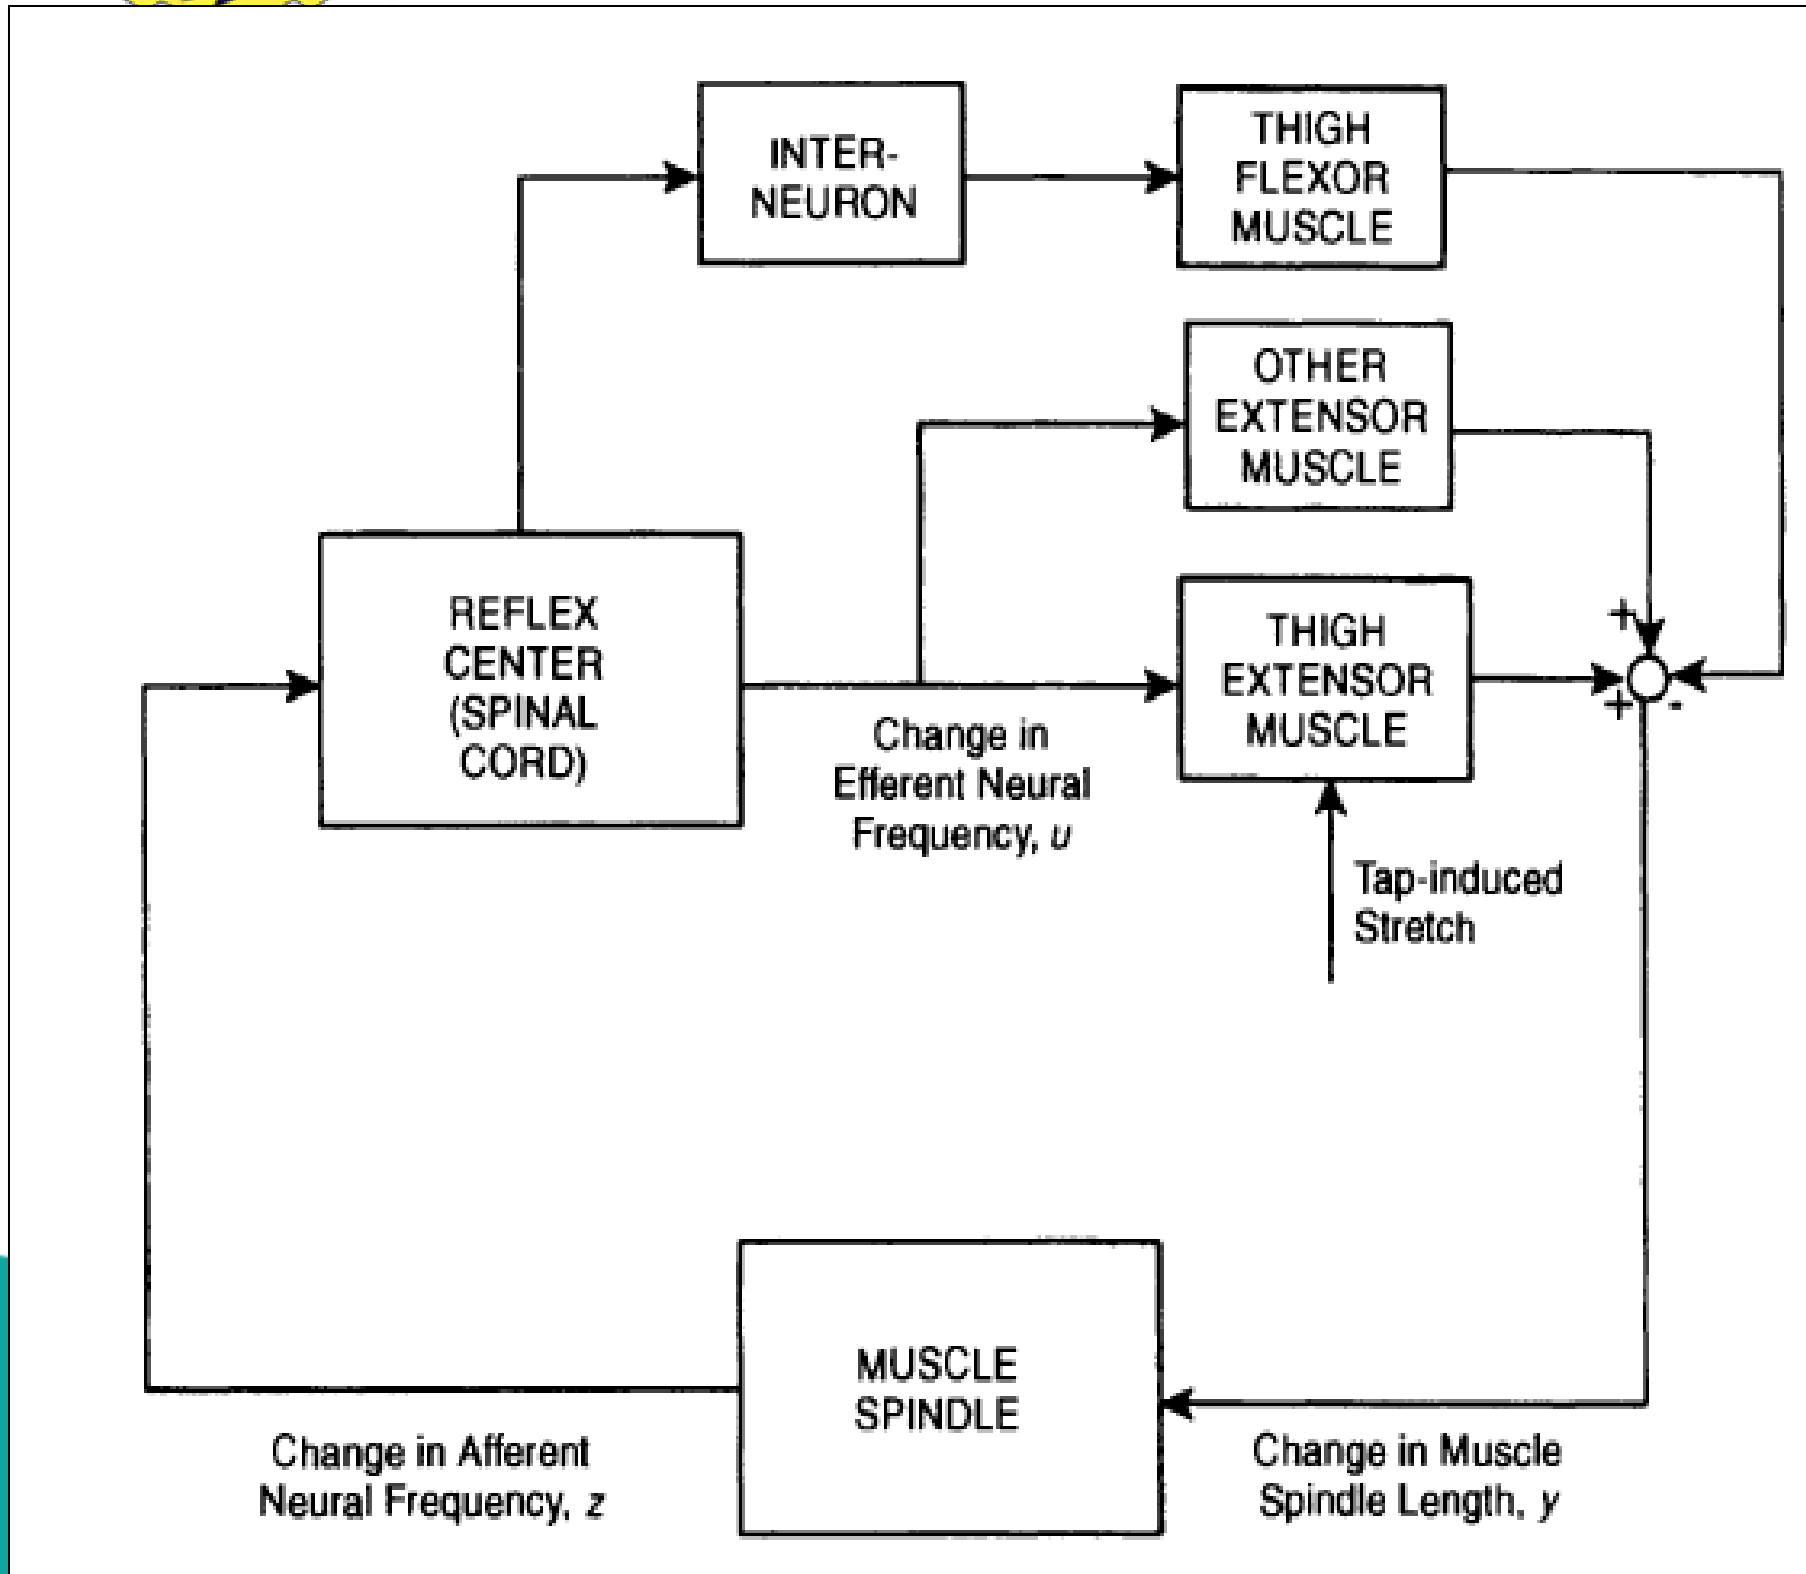 INTER-
NEURON
THIGH
FLEXOR
MUSCLE
OTHER
EXTENSOR
MUSCLE
REFLEX
CENTER
(SPINAL
CORD)
THIGH
EXTENSOR
MUSCLE
+
+ -
Change in
Efferent Neural
Frequency, υ
Tap-induced
Stretch
MUSCLE
SPINDLE
Change in Afferent
Neural Frequency, z
Change in Muscle
Spindle Length, y